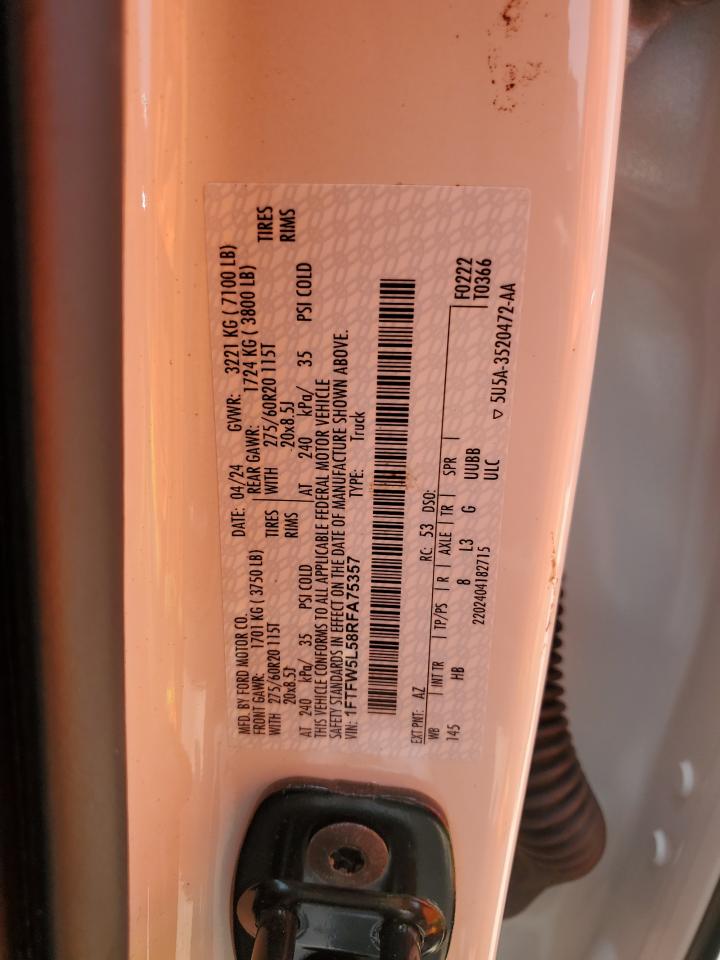 MFD. BY FORD MOTOR CO. DATE: 04/24 GVWR: 3221 KG ( 7100 LB)
FRONT GAWR: 1701 KG ( 3750 LB) REAR GAWR: 1724 KG ( 3800 LB)
WITH 275/60R20 115T TIRES WITH 275/60R20 115T TIRES
20x8.5J RIMS 20x8.5J RIMS
AT 240 kPa/ 35 PSI COLD AT 240 kPa/ 35 PSI COLD
THIS VEHICLE CONFORMS TO ALL APPLICABLE FEDERAL MOTOR VEHICLE
SAFETY STANDARDS IN EFFECT ON THE DATE OF MANUFACTURE SHOWN ABOVE.
VIN: 1FTFW5L58RFA75357 TYPE: Truck
EXT PNT: AZ RC: 53 DSO: F0222
WB INT TR TP/PS R AXLE TR SPR T0366
145 HB 8 L3 G UUBB
2202404182715 ULC ▽ 5U5A-3520472-AA